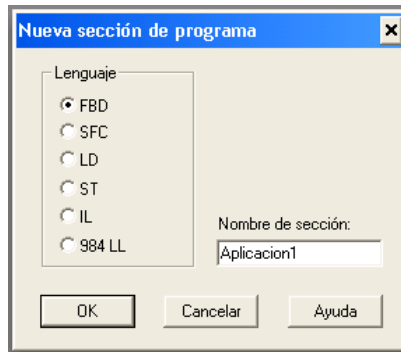 Nueva sección de programa
Lenguaje
FBD
SFC
LD
ST
IL
984 LL
Nombre de sección:
Aplicacion1
OK
Cancelar
Ayuda